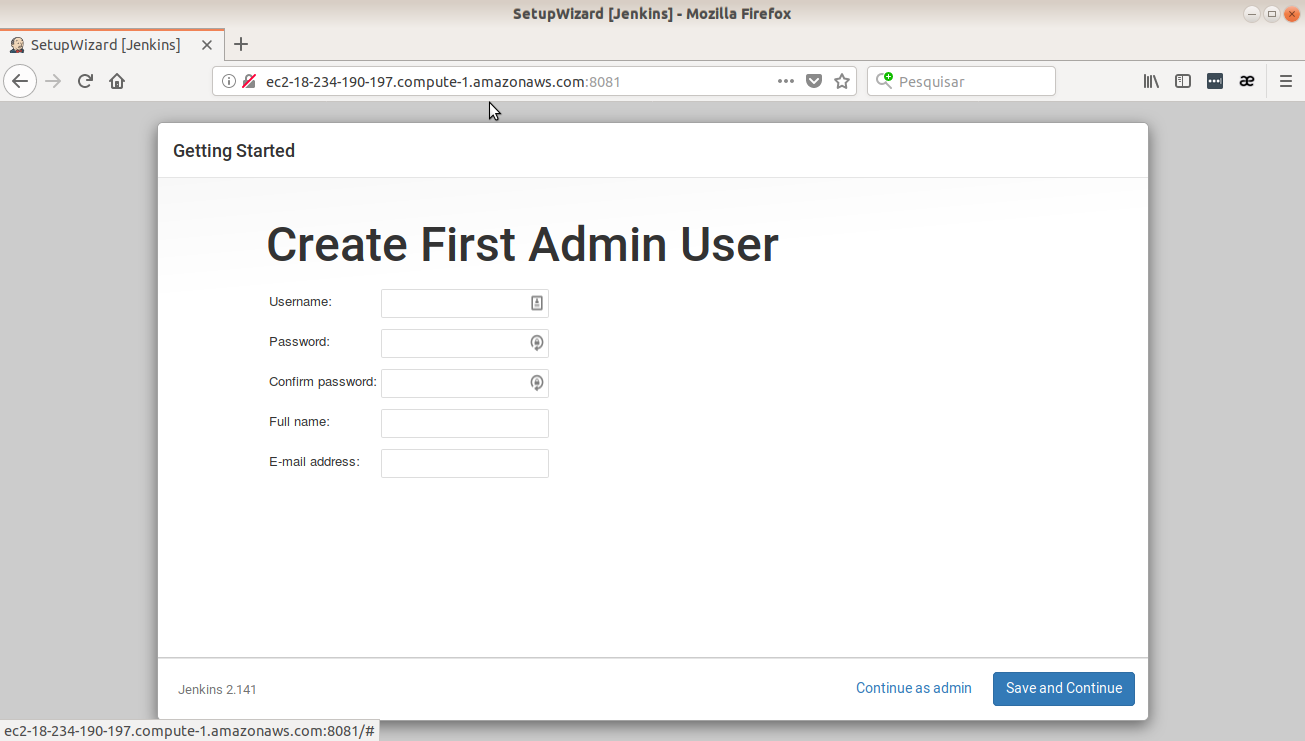 SetupWizard [Jenkins] - Mozilla Firefox
SetupWizard [Jenkins]
ec2-18-234-190-197.compute-1.amazonaws.com:8081
Pesquisar
æ
Getting Started
Create First Admin User
Username:
Password:
Confirm password:
Full name:
E-mail address:
Jenkins 2.141
Continue as admin
Save and Continue
ec2-18-234-190-197.compute-1.amazonaws.com:8081/#